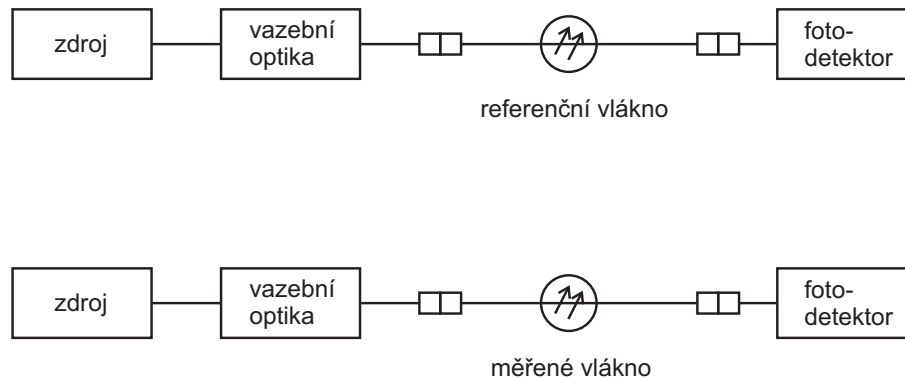 zdroj
vazební
optika
foto-
detektor
referenční vlákno
zdroj
vazební
optika
foto-
detektor
měřené vlákno